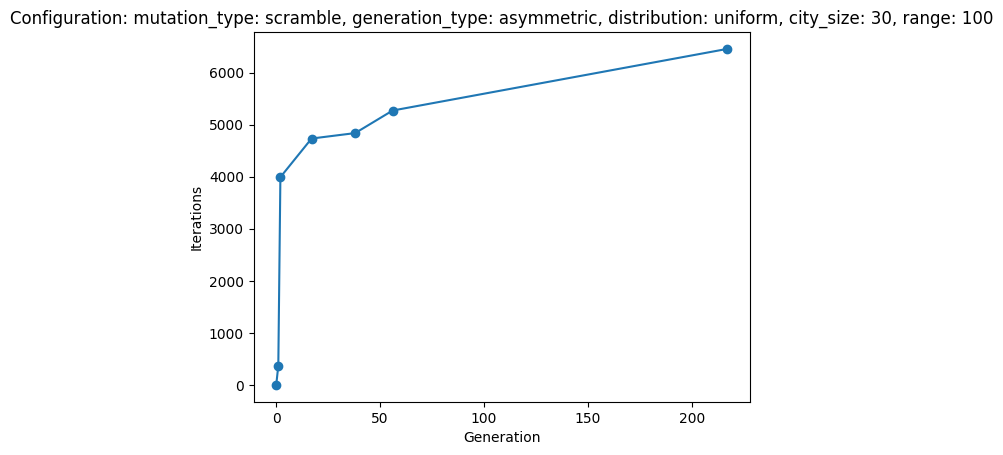 Configuration: mutation_type: scramble, generation_type: asymmetric, distribution: uniform, city_size: 30, range: 100
6000
5000
4000
3000
2000
1000
0
Iterations
0 50 100 150 200
Generation